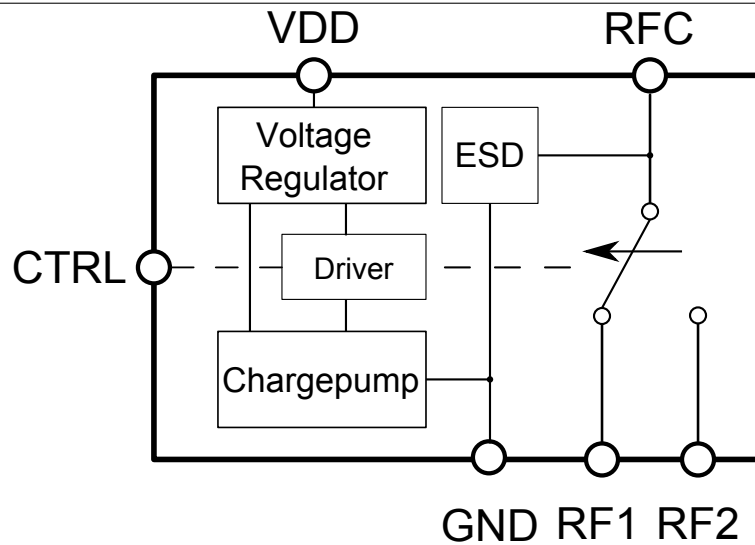 VDD
RFC
Voltage
Regulator
ESD
CTRL
Driver
Chargepump
GND
RF1
RF2